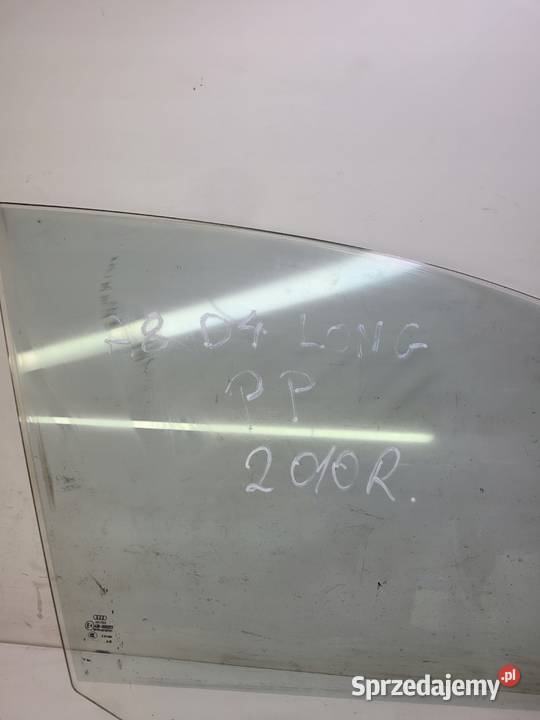 A8 D4 LONG
PP
2010R.
Sprzedajemy.pl